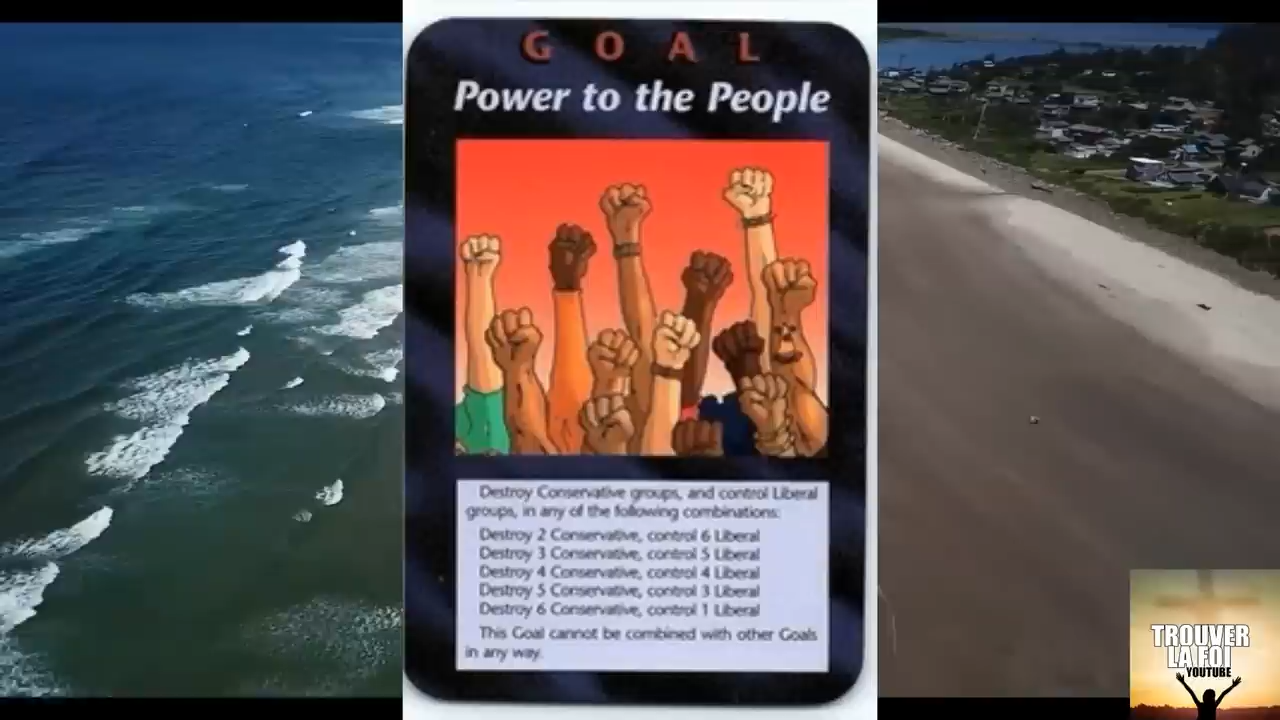 GOAL
Power to the People
Destroy Conservative groups, and control Liberal
groups, in any of the following combinations:
Destroy 2 Conservative, control 6 Liberal
Destroy 3 Conservative, control 5 Liberal
Destroy 4 Conservative, control 4 Liberal
Destroy 5 Conservative, control 3 Liberal
Destroy 6 Conservative, control 1 Liberal
This Goal cannot be combined with other Goals
in any way.
TROUVER
LA FOI
YOUTUBE